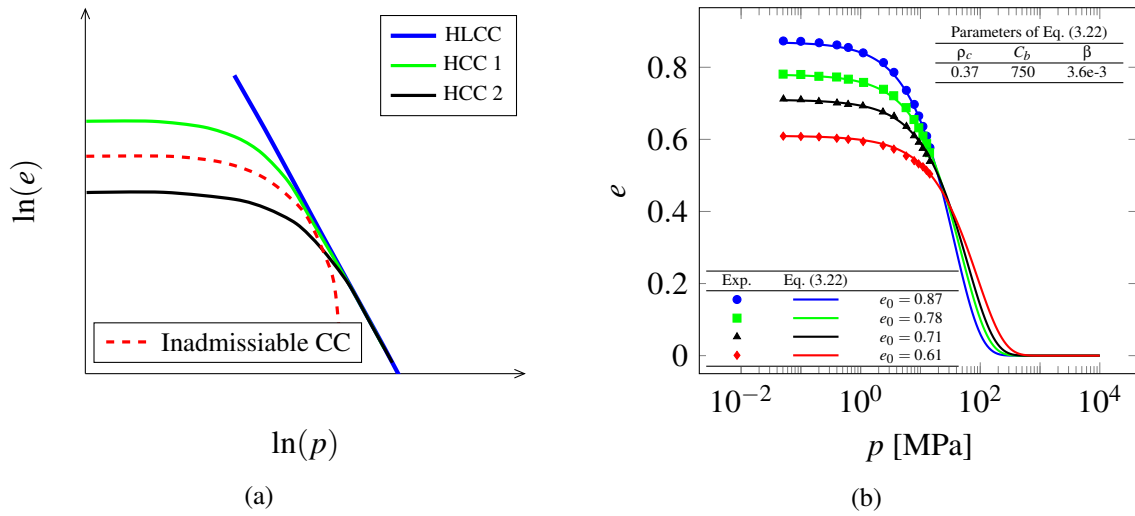 HLCC
HCC 1
HCC 2
ln(e)
Inadmissiable CC
ln(p)
(a)
Parameters of Eq. (3.22)
ρc Cb β
0.37 750 3.6e-3
0.8
0.6
0.4
0.2
0
e
Exp. Eq. (3.22)
e0 = 0.87
e0 = 0.78
e0 = 0.71
e0 = 0.61
10−2 100 102 104
p [MPa]
(b)